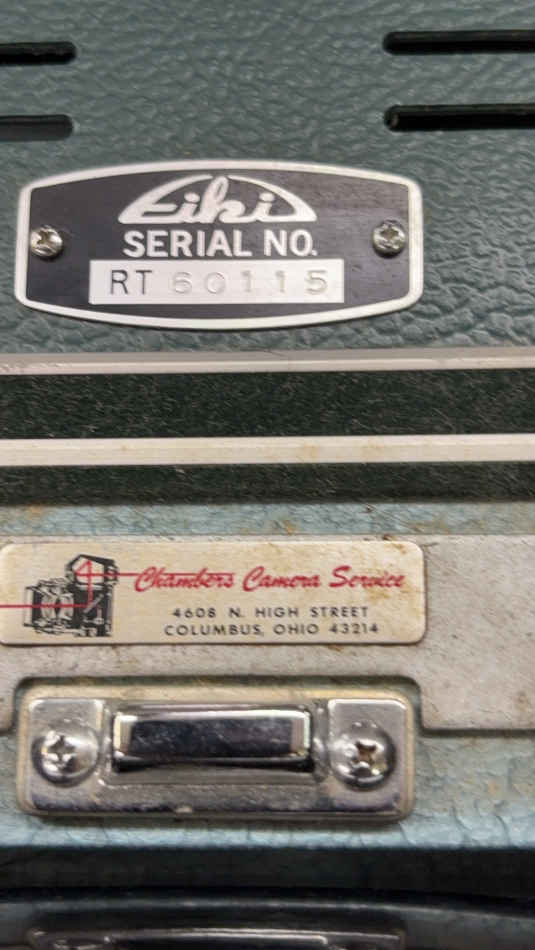 Eiki
SERIAL NO.
RT 60115
Chambers Camera Service
4608 N. HIGH STREET
COLUMBUS, OHIO 43214